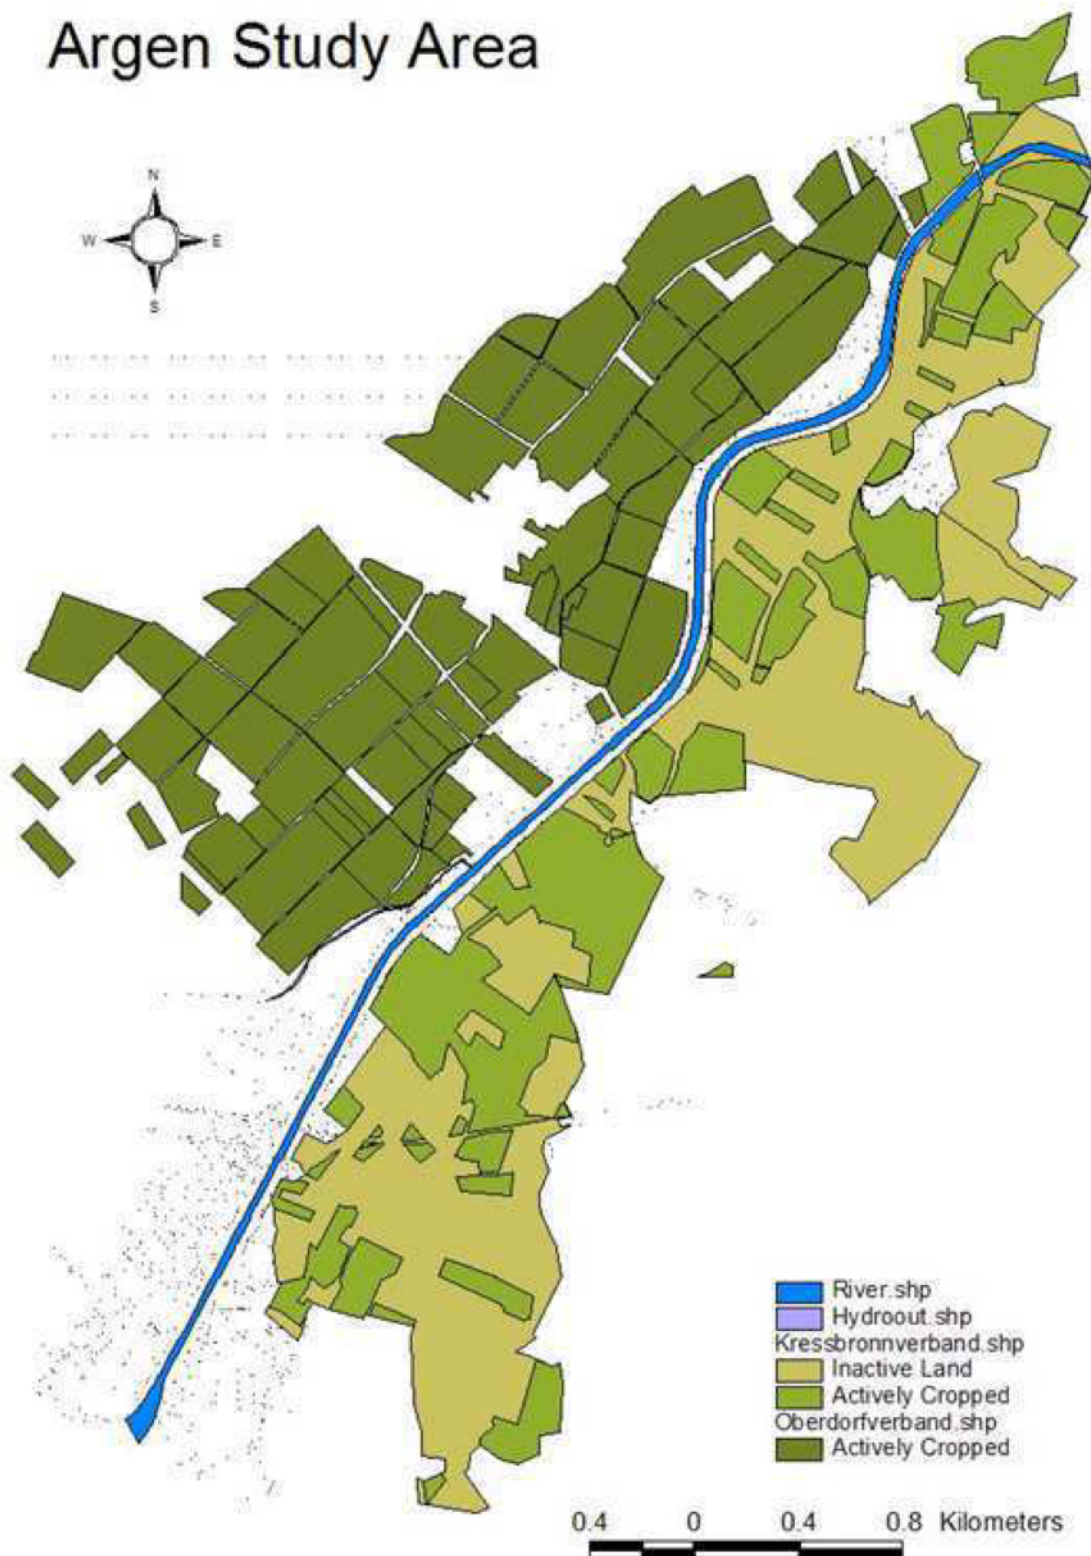 Argen Study Area
N
W E
S
River.shp
Hydroout.shp
Kressbronnverband.shp
Inactive Land
Actively Cropped
Oberdorfverband.shp
Actively Cropped
0.4 0 0.4 0.8 Kilometers